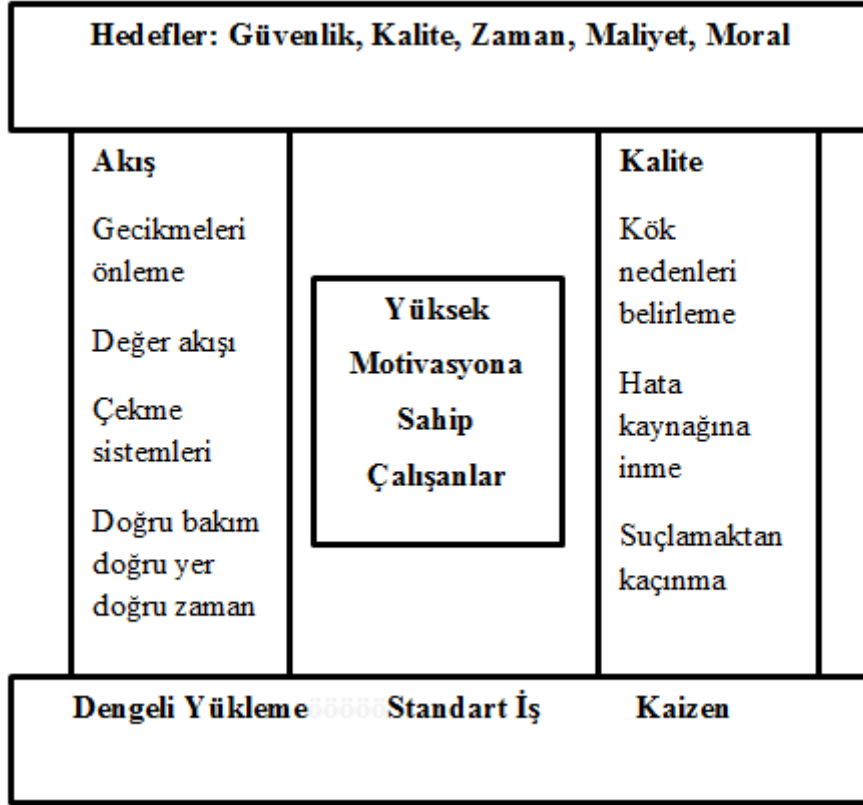 Hedefler: Güvenlik, Kalite, Zaman, Maliyet, Moral
Akış
Gecikmeleri
önleme
Değer akışı
Çekme
sistemleri
Doğru bakım
doğru yer
doğru zaman
Yüksek
Motivasyona
Sahip
Çalışanlar
Kalite
Kök
nedenleri
belirleme
Hata
kaynağına
inme
Suçlamaktan
kaçınma
Dengeli Yükleme ööööö Standart İş Kaizen